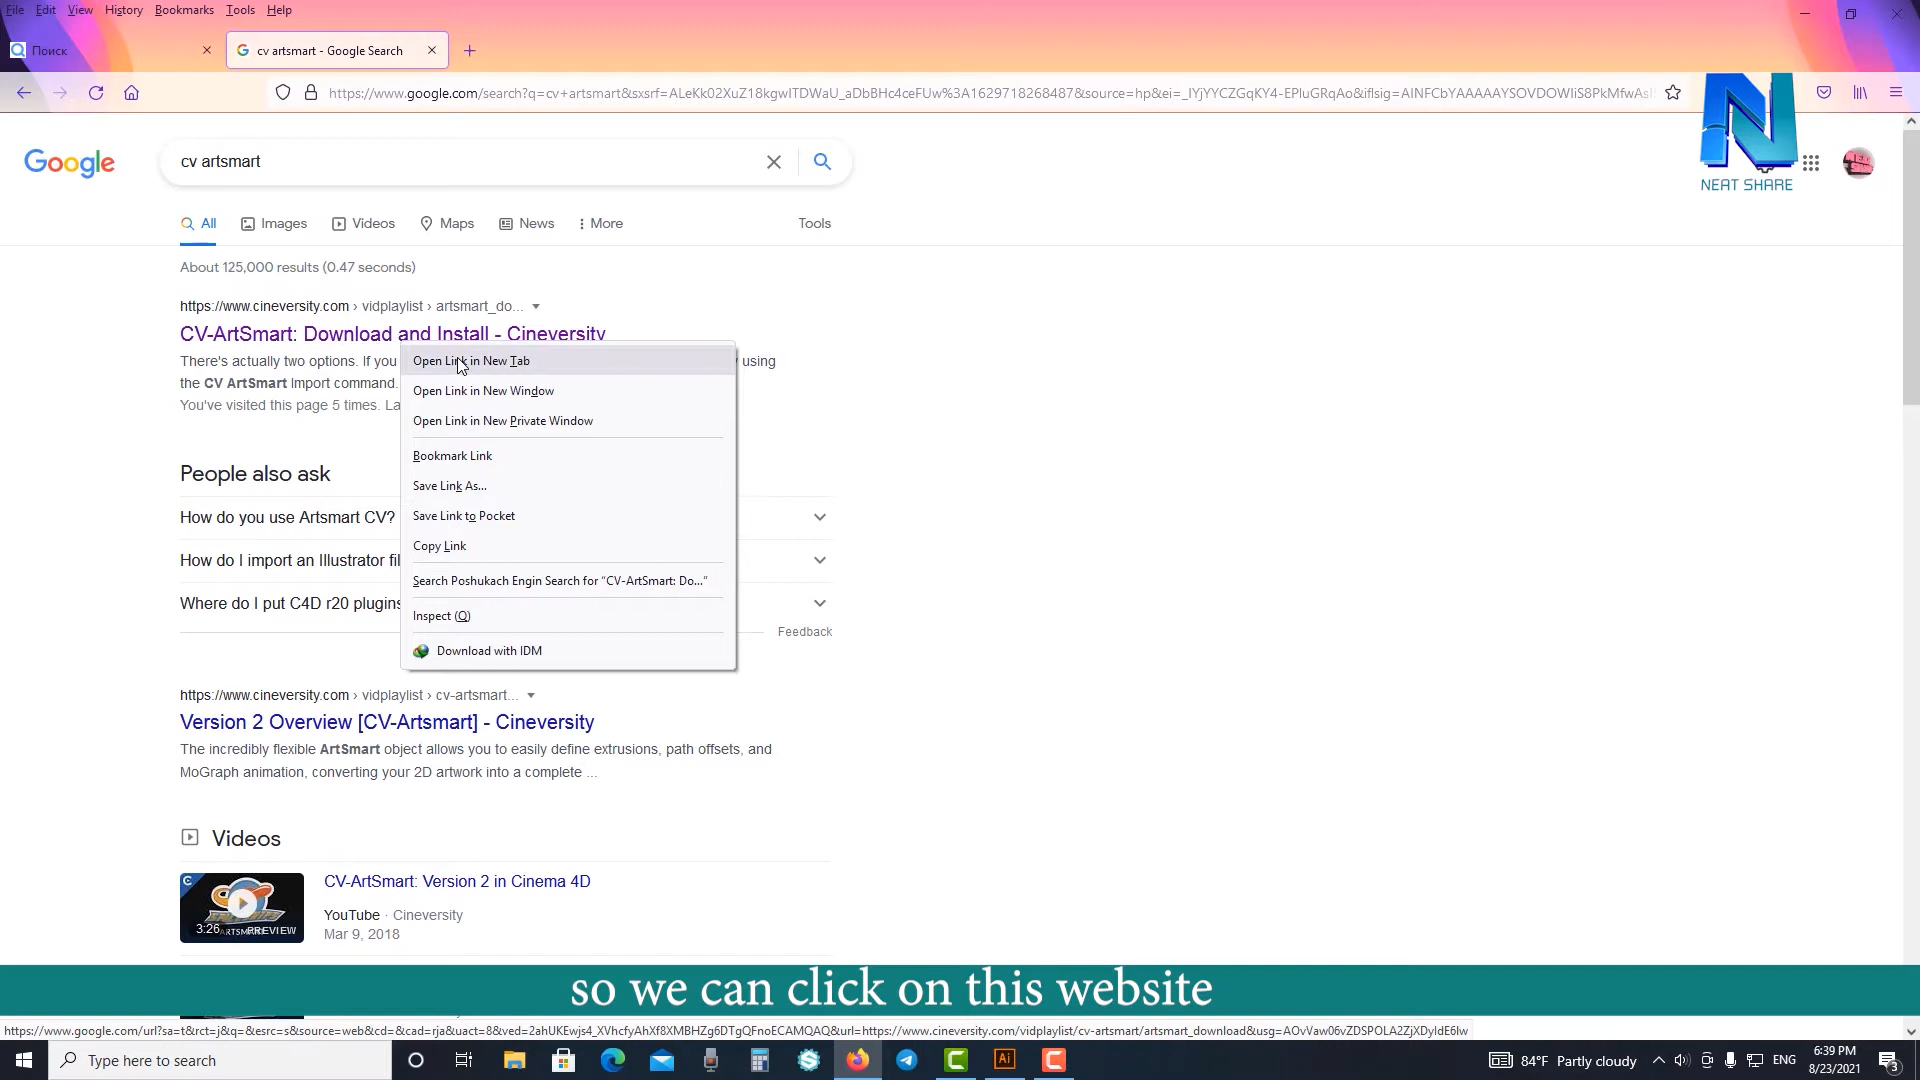 File Edit View History Bookmarks Tools Help
Поиск
cv artsmart - Google Search
https://www.google.com/search?q=cv+artsmart&sxsrf=ALeKk02XuZ18kgwITDWaU_aDbBHc4ceFUw%3A1629718268487&source=hp&ei=_IYjYYCZGqKY4-EPluGRqAo&iflsig=AINFCbYAAAAAYSOVDOWIiS8PkMfwAsI
NEAT SHARE
Google
cv artsmart
All Images Videos Maps News More Tools
About 125,000 results (0.47 seconds)
https://www.cineversity.com › vidplaylist › artsmart_do...
CV-ArtSmart: Download and Install - Cineversity
There's actually two options. If you using
the CV ArtSmart Import command.
You've visited this page 5 times. La
Open Link in New Tab
Open Link in New Window
Open Link in New Private Window
Bookmark Link
Save Link As...
Save Link to Pocket
Copy Link
Search Poshukach Engin Search for “CV-ArtSmart: Do...”
Inspect (Q)
Download with IDM
People also ask
How do you use Artsmart CV?
How do I import an Illustrator fil
Where do I put C4D r20 plugins
Feedback
https://www.cineversity.com › vidplaylist › cv-artsmart...
Version 2 Overview [CV-Artsmart] - Cineversity
The incredibly flexible ArtSmart object allows you to easily define extrusions, path offsets, and
MoGraph animation, converting your 2D artwork into a complete ...
Videos
3:26
PREVIEW
CV-ArtSmart: Version 2 in Cinema 4D
YouTube · Cineversity
Mar 9, 2018
so we can click on this website
https://www.google.com/url?sa=t&rct=j&q=&esrc=s&source=web&cd=&cad=rja&uact=8&ved=2ahUKEwjs4_XVhcfyAhXf8XMBHZg6DTgQFnoECAMQAQ&url=https://www.cineversity.com/vidplaylist/cv-artsmart/artsmart_download&usg=AOvVaw06vZDSPOLA2ZjXDyIdE6lw
Type here to search
Ai
84°F Partly cloudy
ENG
6:39 PM
8/23/2021
3